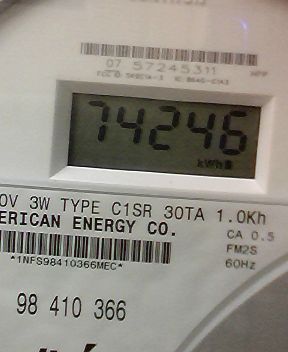 07 57245311
74246
kWh
0V 3W TYPE C1SR 30TA 1.0Kh
ERICAN ENERGY CO.
CA 0.5
FM2S
*1NFS98410366MEC*
60Hz
98 410 366